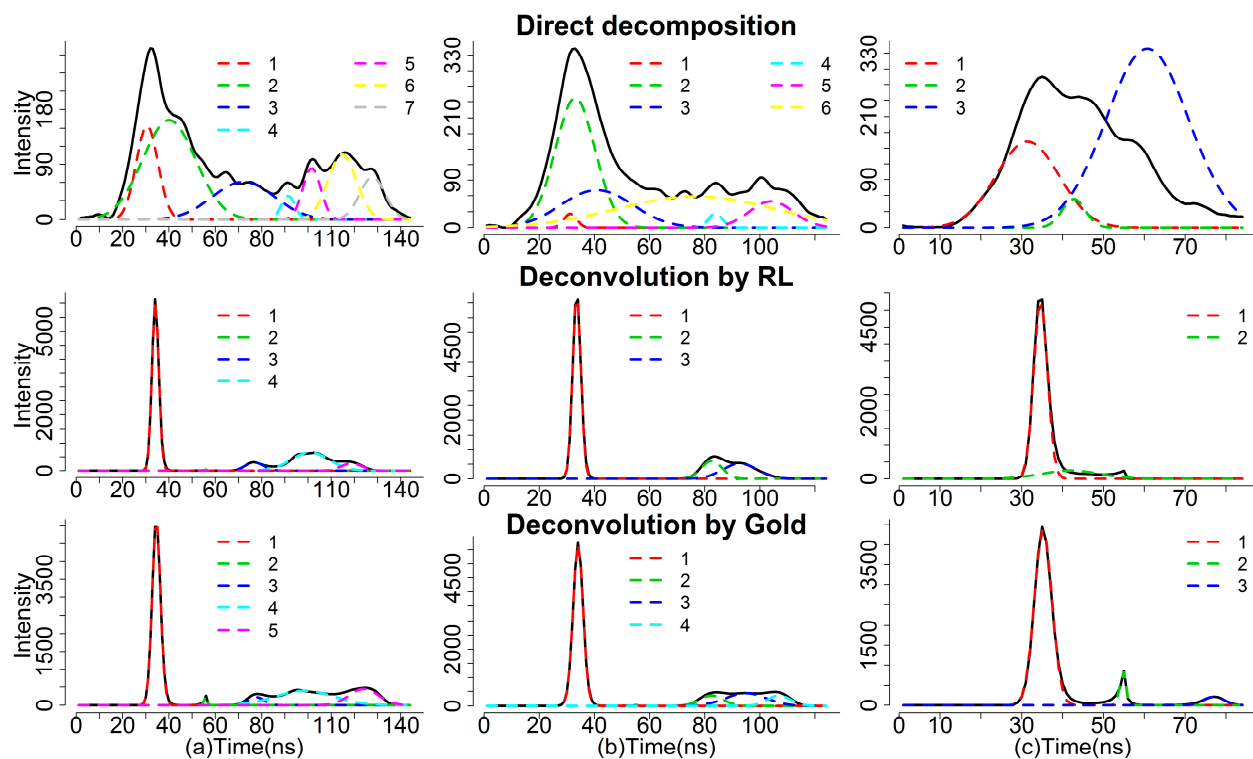 Direct decomposition
Intensity
0 90 180
0 20 40 60 80 110 140
1 5
2 6
3 7
4
0 90 210 330
0 20 40 60 80 100
1 4
2 5
3 6
0 90 210 330
0 10 30 50 70
1
2
3
Deconvolution by RL
Intensity
0 2000 5000
0 20 40 60 80 110 140
1
2
3
4
0 2000 4500
0 20 40 60 80 100
1
2
3
0 2000 4500
0 10 30 50 70
1
2
Deconvolution by Gold
Intensity
0 1500 3500
0 20 40 60 80 110 140
1
2
3
4
5
(a)Time(ns)
0 2000 4500
0 20 40 60 80 100
1
2
3
4
(b)Time(ns)
0 1500 3500
0 10 30 50 70
1
2
3
(c)Time(ns)